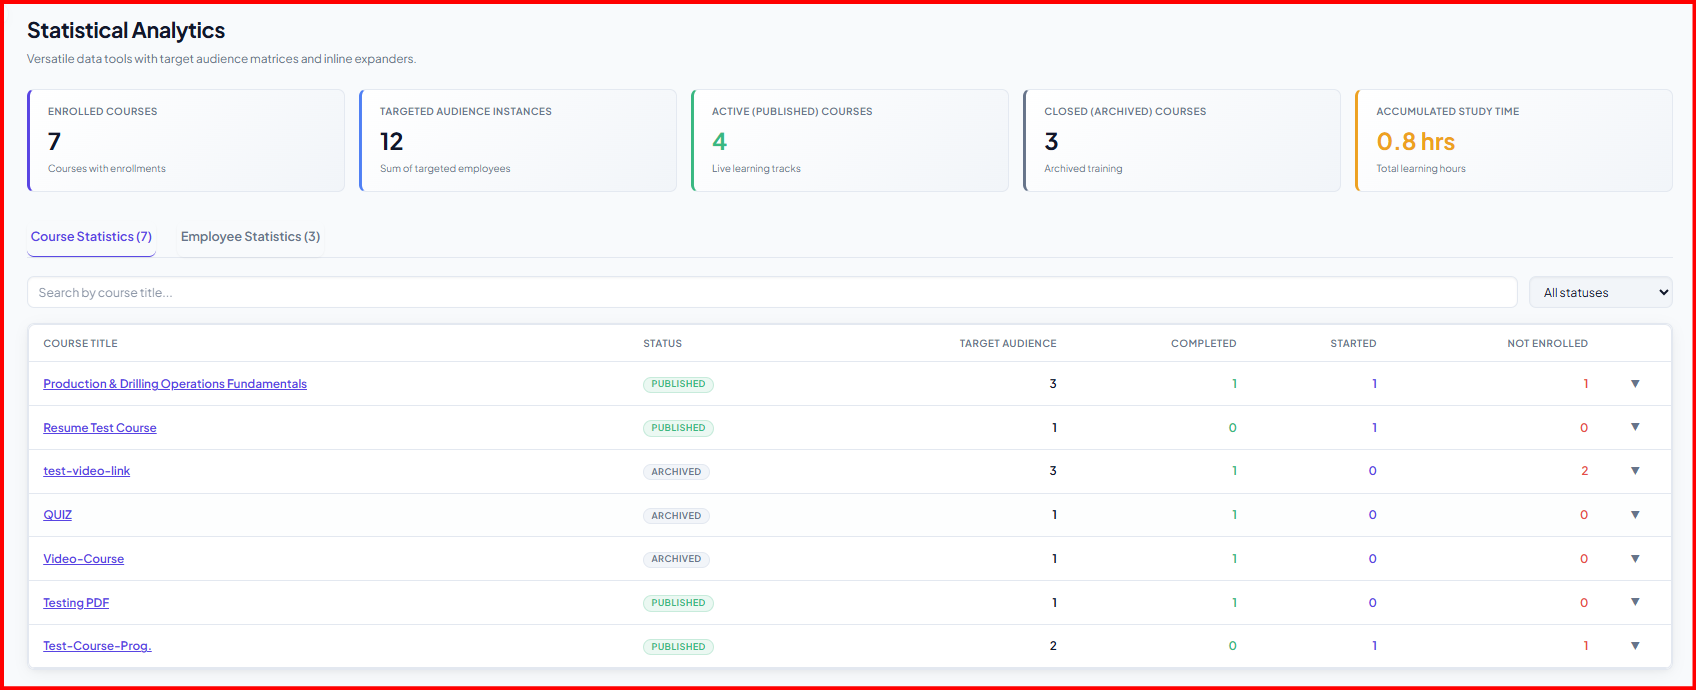 Statistical Analytics
Versatile data tools with target audience matrices and inline expanders.
ENROLLED COURSES
7
Courses with enrollments
TARGETED AUDIENCE INSTANCES
12
Sum of targeted employees
ACTIVE (PUBLISHED) COURSES
4
Live learning tracks
CLOSED (ARCHIVED) COURSES
3
Archived training
ACCUMULATED STUDY TIME
0.8 hrs
Total learning hours
Course Statistics (7) Employee Statistics (3)
Search by course title... All statuses
COURSE TITLE STATUS TARGET AUDIENCE COMPLETED STARTED NOT ENROLLED
Production & Drilling Operations Fundamentals PUBLISHED 3 1 1 1 ▼
Resume Test Course PUBLISHED 1 0 1 0 ▼
test-video-link ARCHIVED 3 1 0 2 ▼
QUIZ ARCHIVED 1 1 0 0 ▼
Video-Course ARCHIVED 1 1 0 0 ▼
Testing PDF PUBLISHED 1 1 0 0 ▼
Test-Course-Prog. PUBLISHED 2 0 1 1 ▼